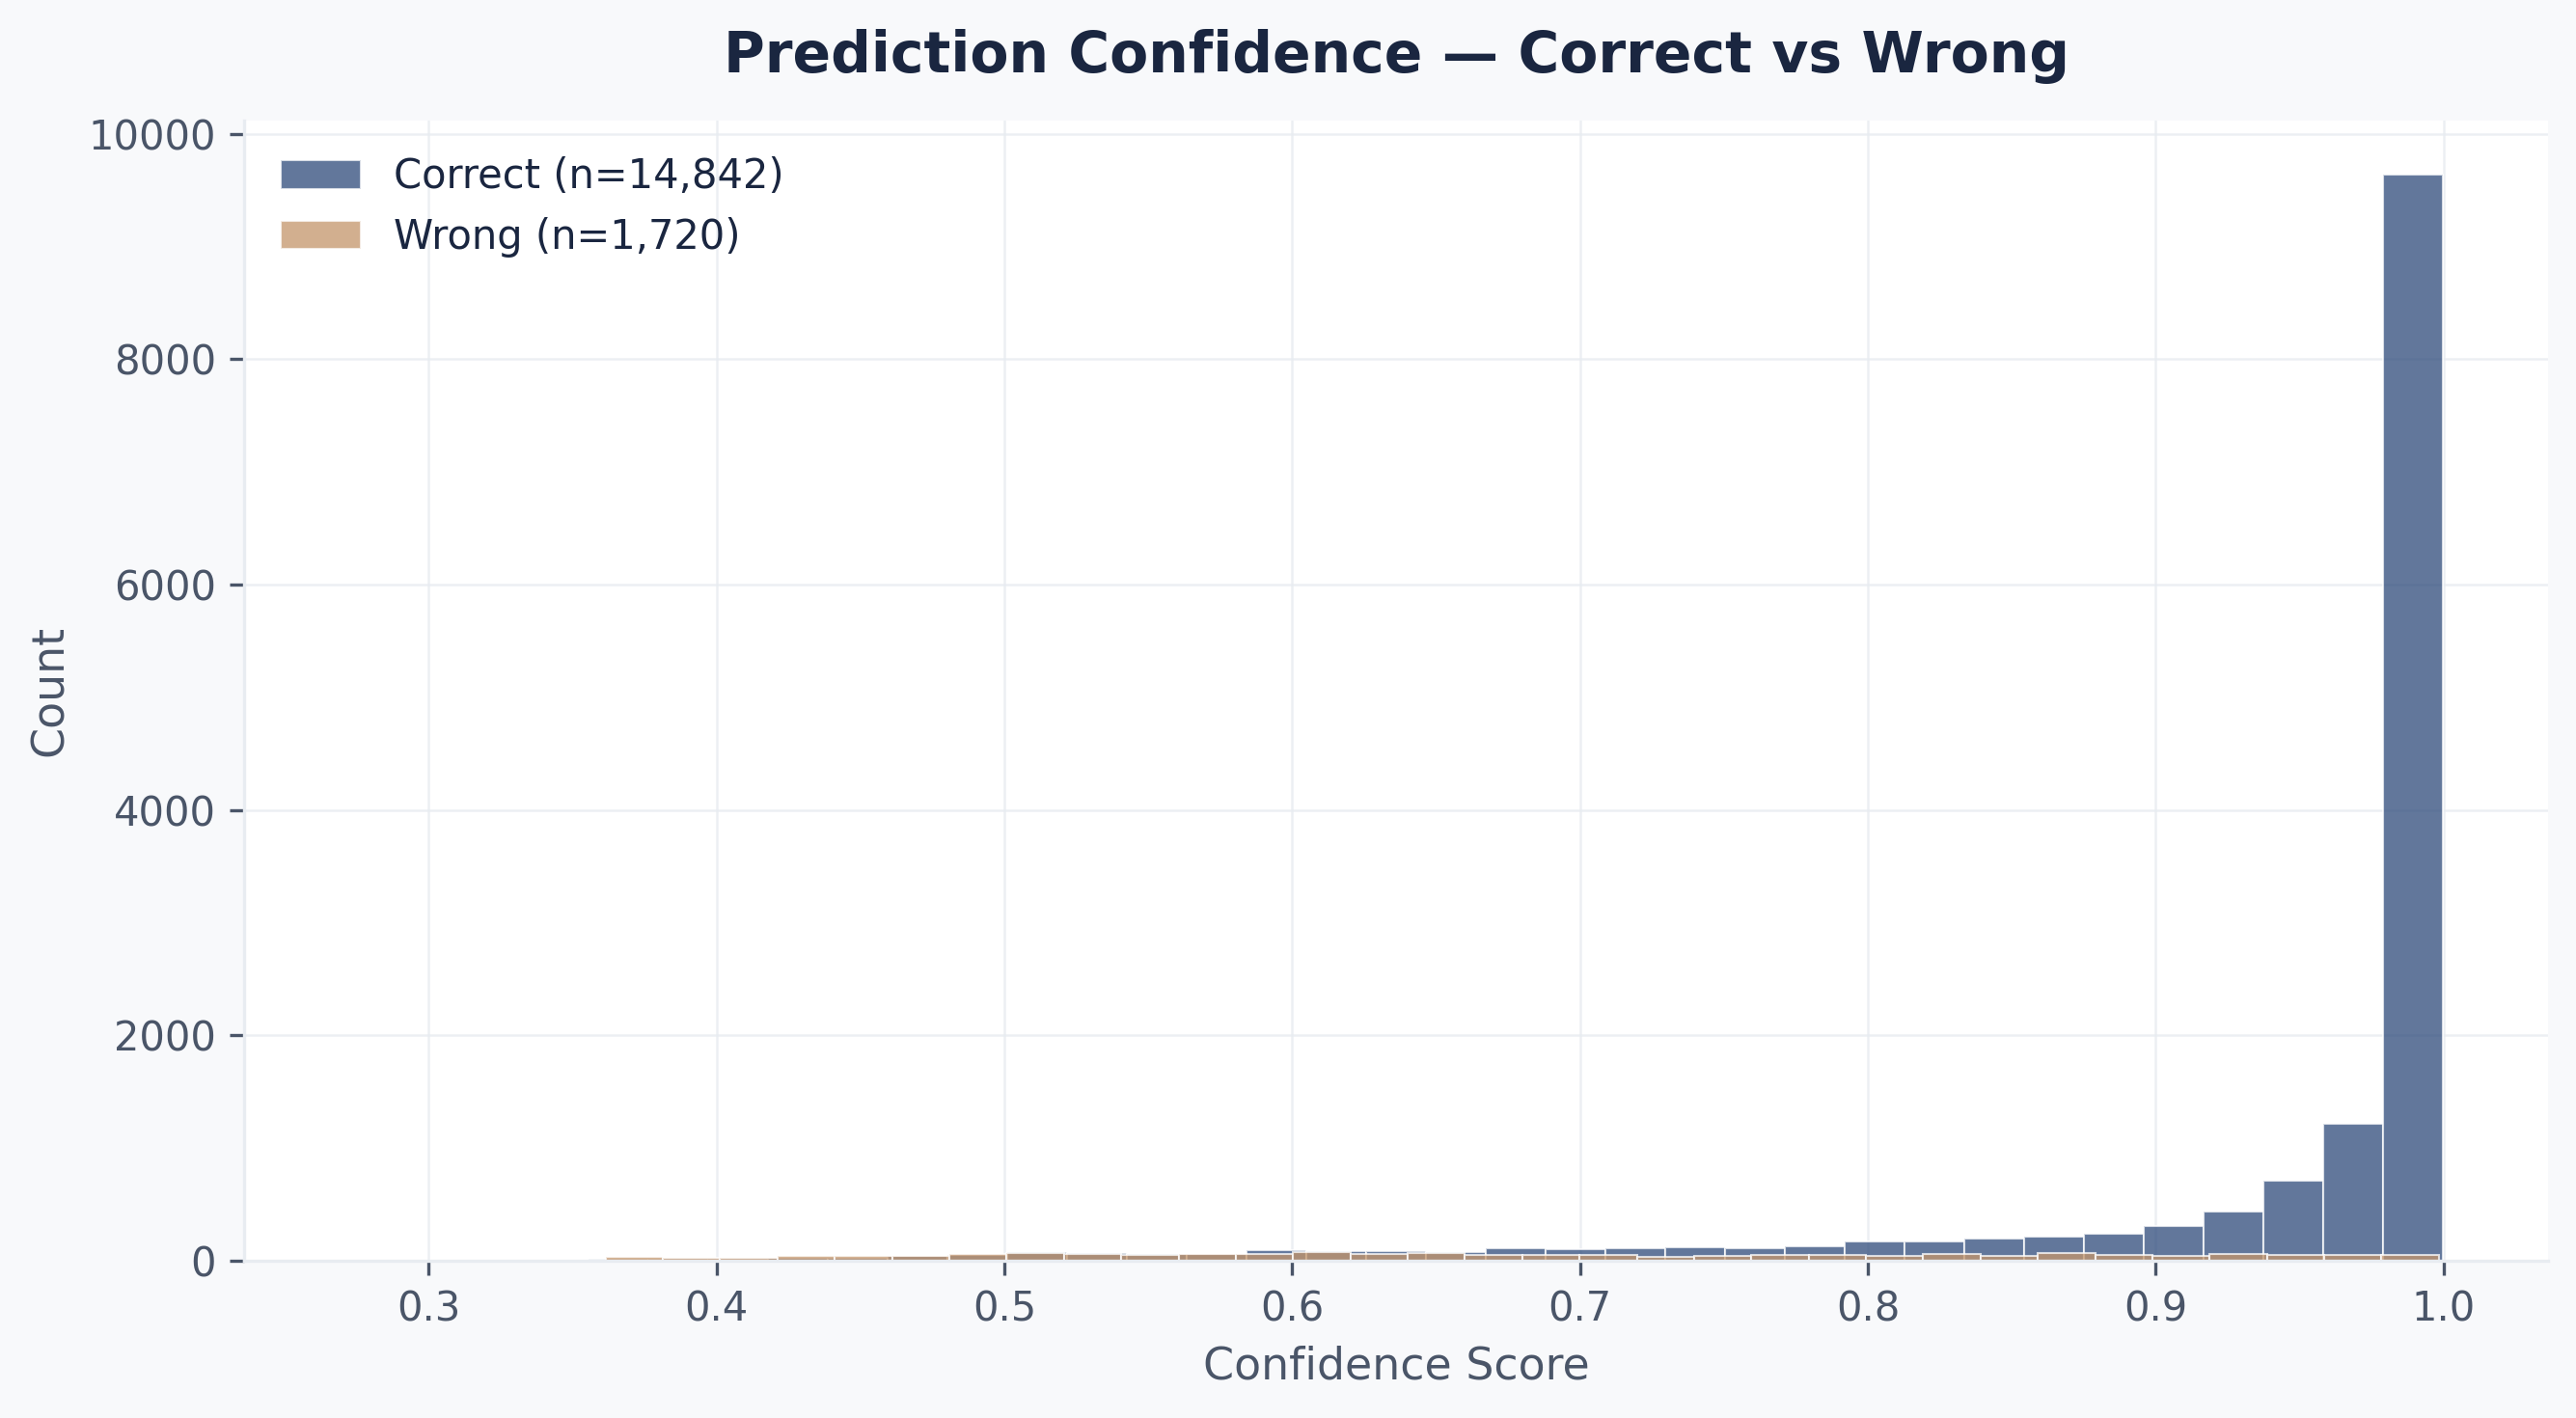 Prediction Confidence — Correct vs Wrong
Correct (n=14,842)
Wrong (n=1,720)
Count
10000
8000
6000
4000
2000
0
0.3 0.4 0.5 0.6 0.7 0.8 0.9 1.0
Confidence Score